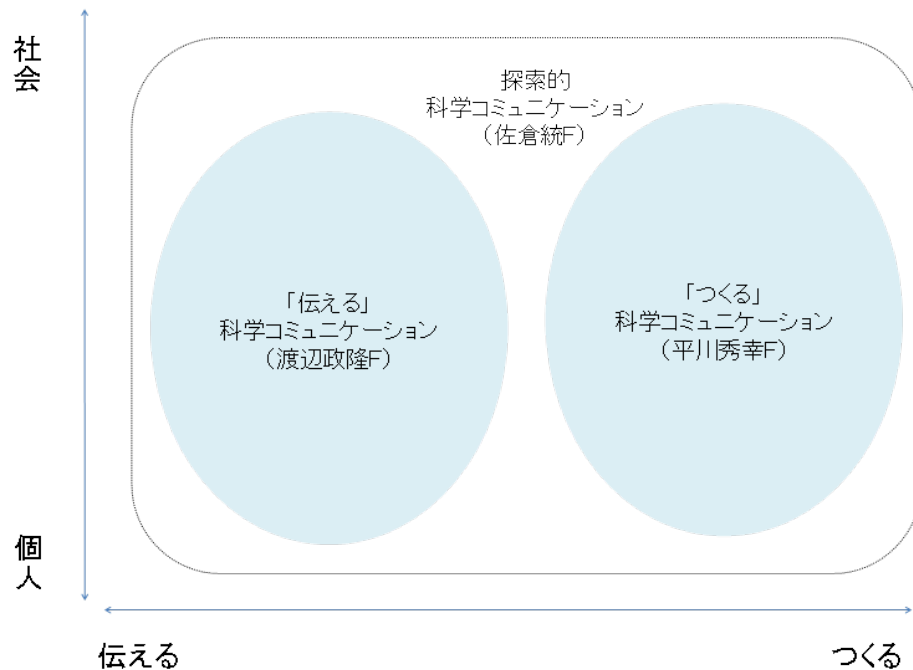 社会
探索的
科学コミュニケーション
(佐倉統F)
「伝える」
科学コミュニケーション
(渡辺政隆F)
「つくる」
科学コミュニケーション
(平川秀幸F)
個人
伝える
つくる